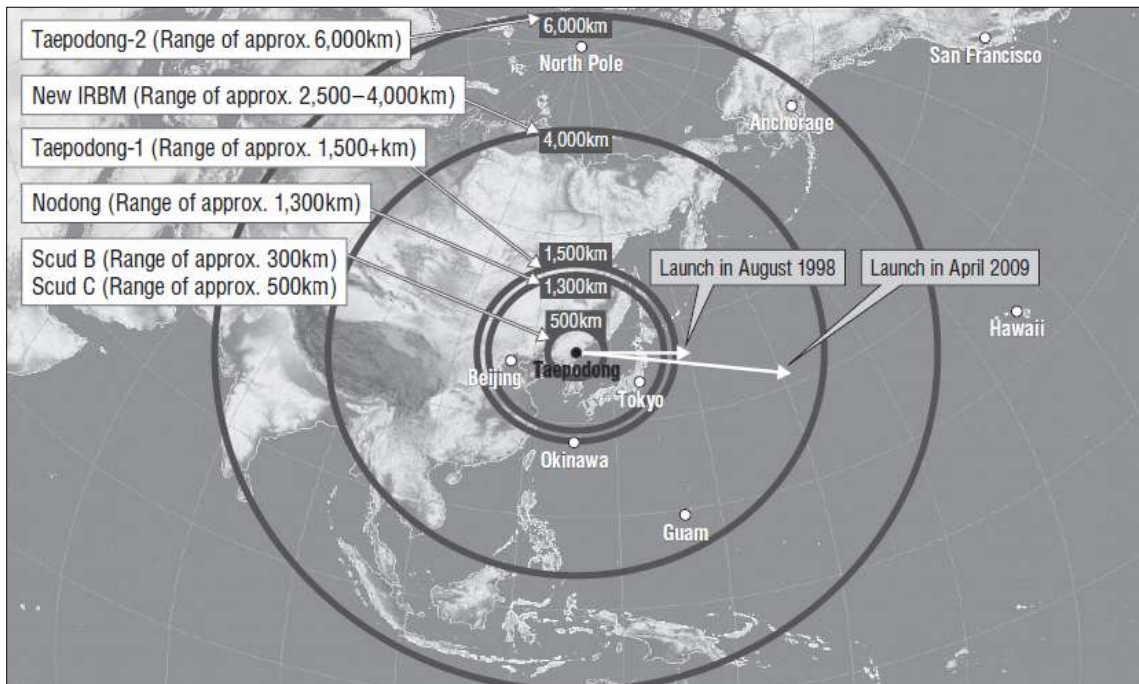 Taepodong-2 (Range of approx. 6,000km)
New IRBM (Range of approx. 2,500–4,000km)
Taepodong-1 (Range of approx. 1,500+km)
Nodong (Range of approx. 1,300km)
Scud B (Range of approx. 300km)
Scud C (Range of approx. 500km)
6,000km
North Pole
San Francisco
Anchorage
4,000km
1,500km
1,300km
500km
Launch in August 1998
Launch in April 2009
Hawaii
Beijing
Taepodong
Tokyo
Okinawa
Guam